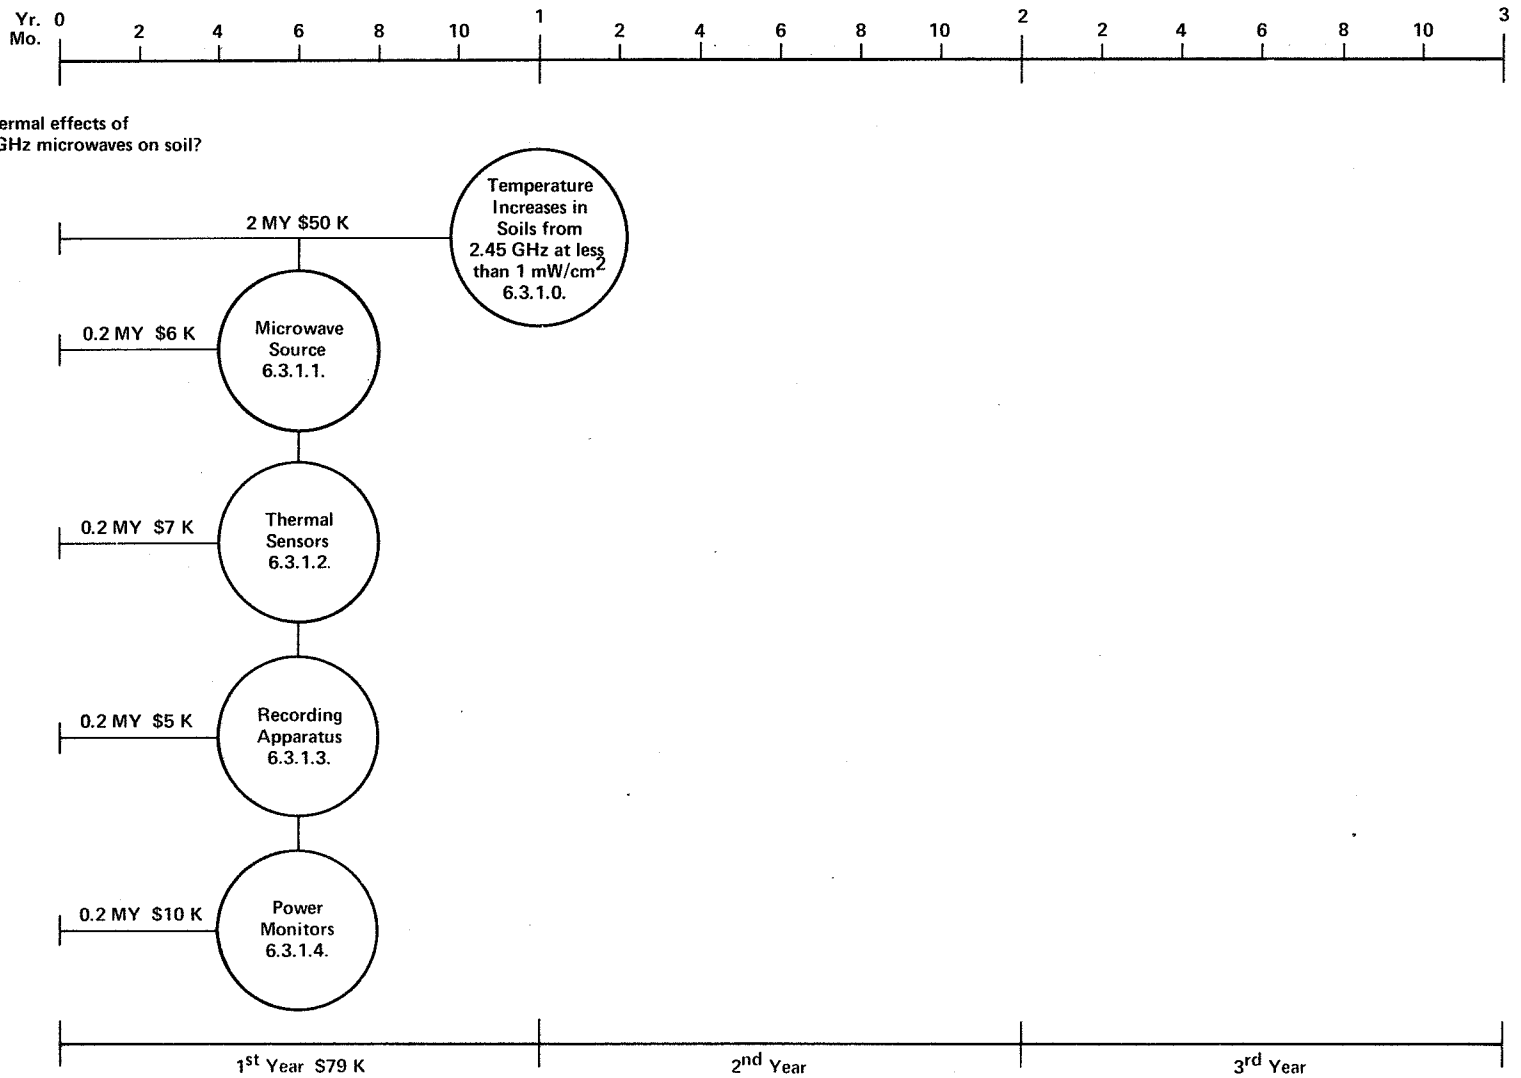 Yr. 0 1 2 3
Mo. 2 4 6 8 10 2 4 6 8 10 2 4 6 8 10
ermal effects of
GHz microwaves on soil?
Temperature
Increases in
Soils from
2.45 GHz at less
than 1 mW/cm²
6.3.1.0.
2 MY $50 K
0.2 MY $6 K
Microwave
Source
6.3.1.1.
0.2 MY $7 K
Thermal
Sensors
6.3.1.2.
0.2 MY $5 K
Recording
Apparatus
6.3.1.3.
0.2 MY $10 K
Power
Monitors
6.3.1.4.
1st Year $79 K 2nd Year 3rd Year